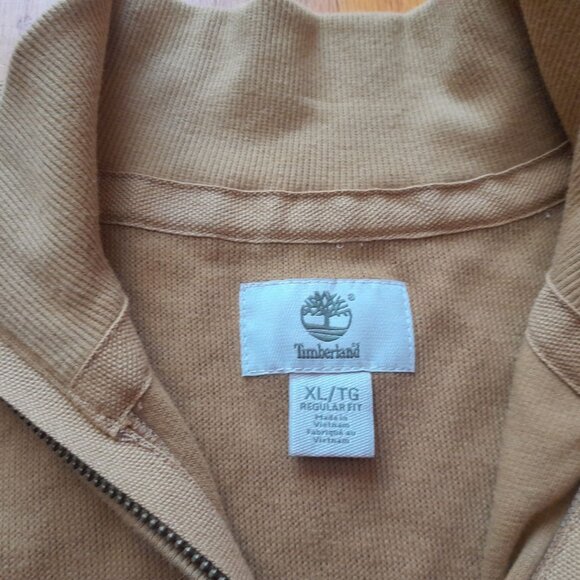 Timberland®
XL/TG
REGULAR FIT
Made in
Vietnam
Fabriqué au
Vietnam